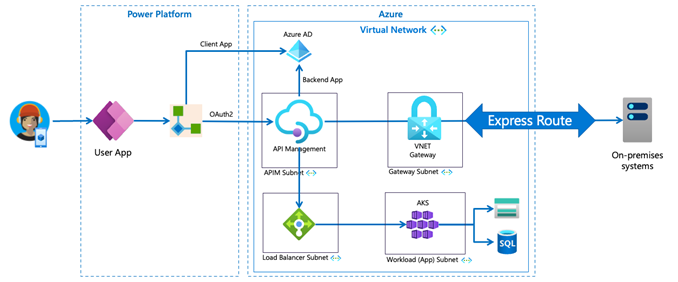 Power Platform
Azure
Virtual Network
Client App
Azure AD
Backend App
OAuth2
User App
API Management
APIM Subnet
VNET
Gateway
Gateway Subnet
Express Route
On-premises
systems
Load Balancer Subnet
AKS
Workload (App) Subnet
SQL